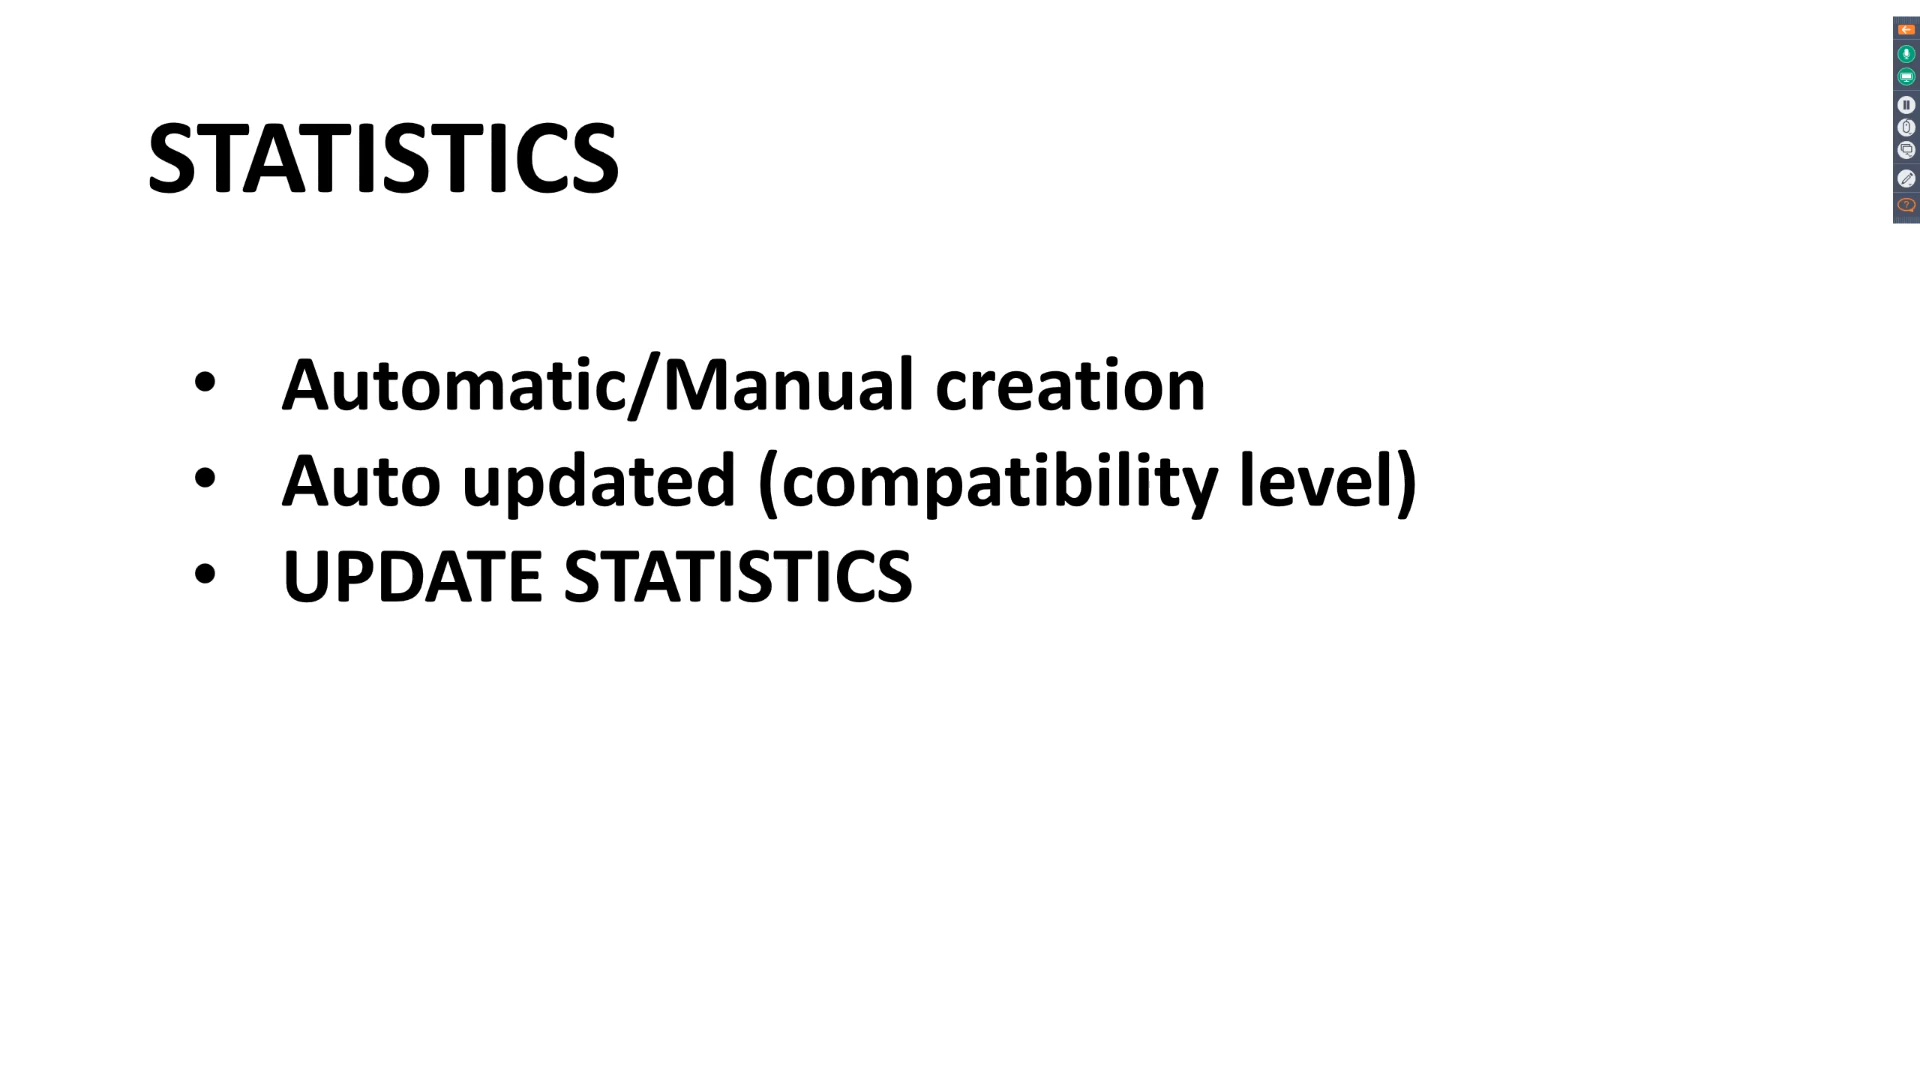 STATISTICS
• Automatic/Manual creation
• Auto updated (compatibility level)
• UPDATE STATISTICS